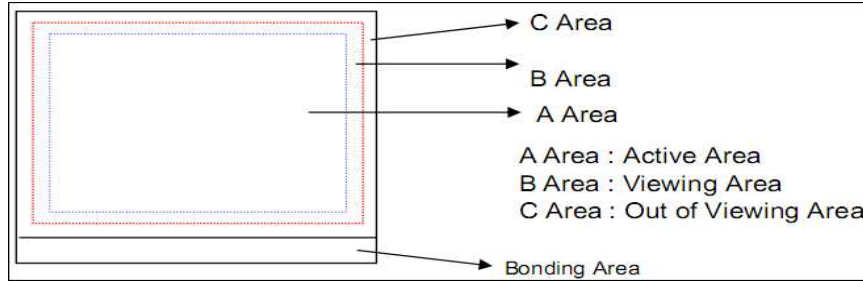 C Area
B Area
A Area
A Area : Active Area
B Area : Viewing Area
C Area : Out of Viewing Area
Bonding Area